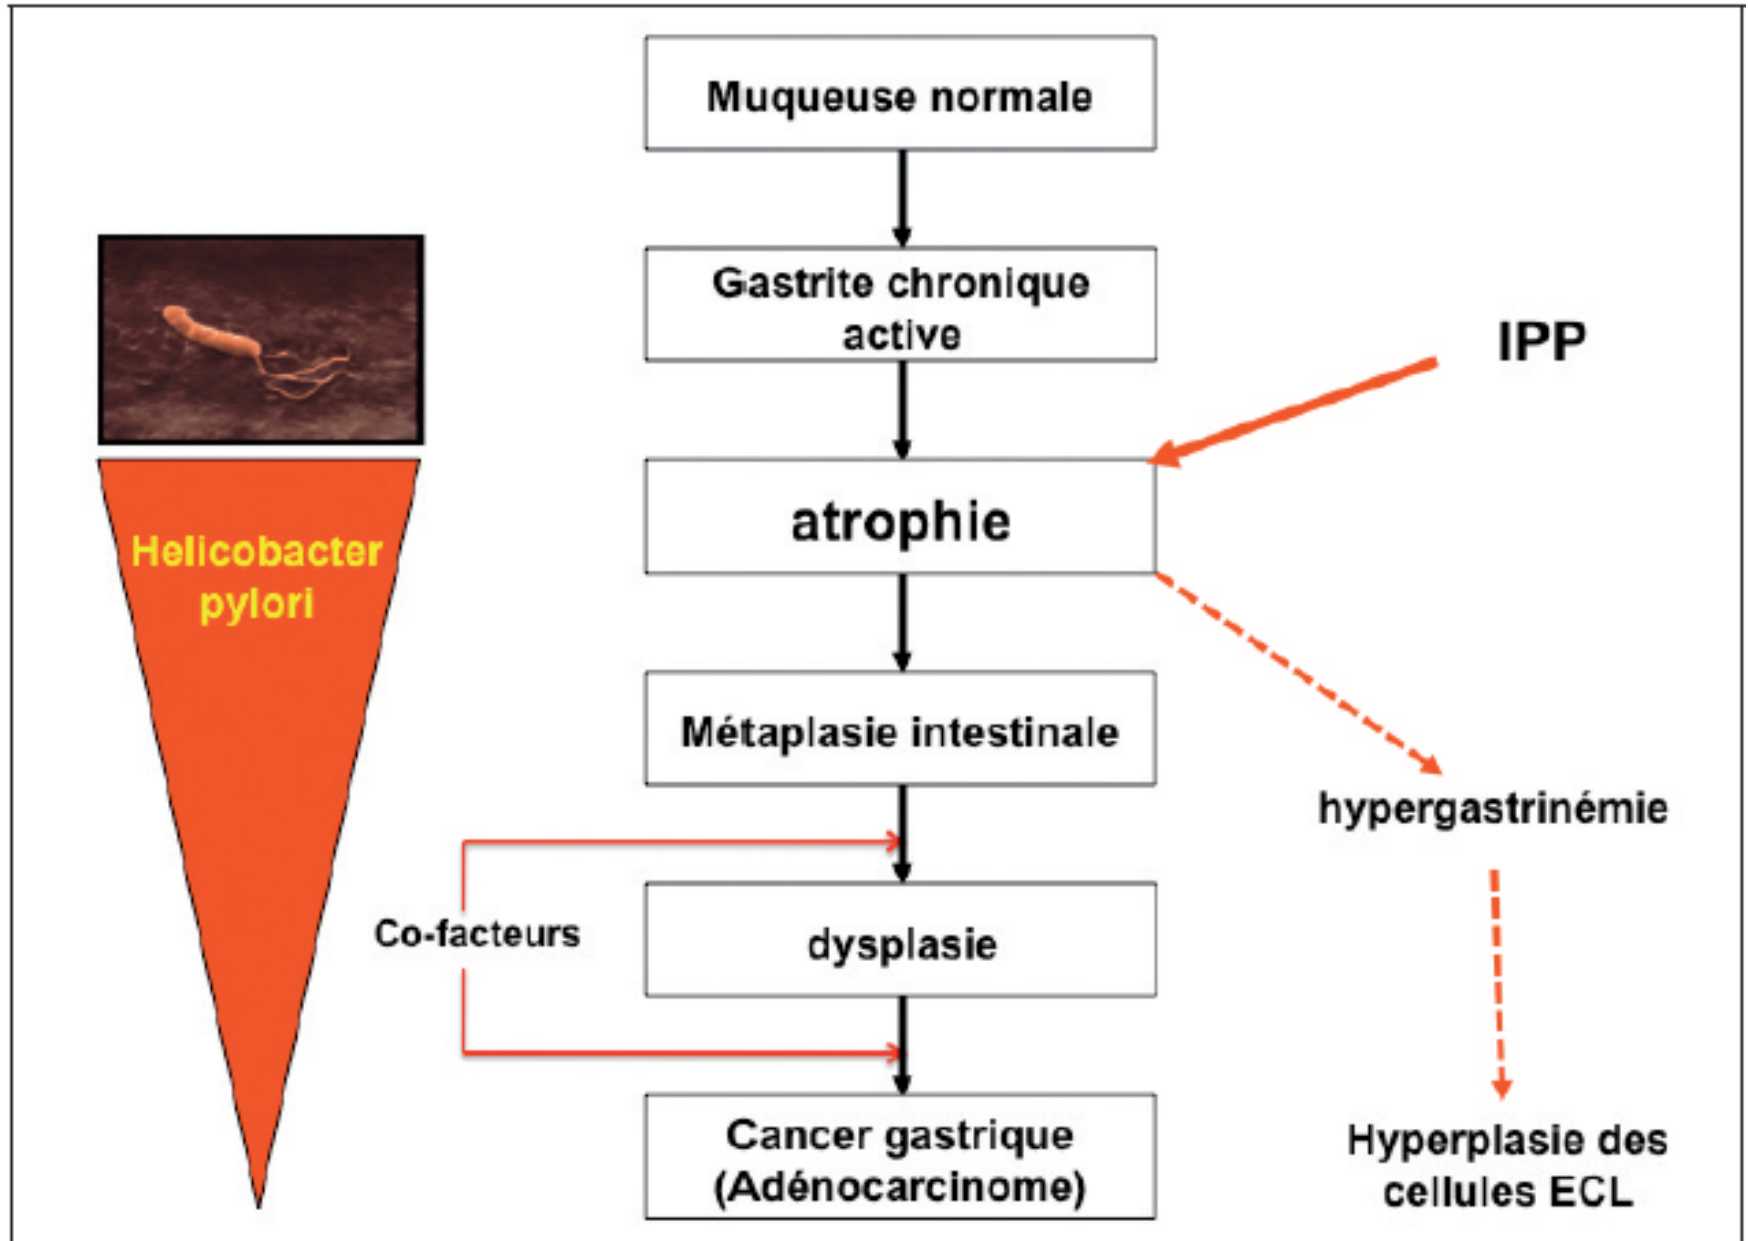 Muqueuse normale
Gastrite chronique
active
IPP
atrophie
Helicobacter
pylori
Métaplasie intestinale
hypergastrinémie
Co-facteurs
dysplasie
Cancer gastrique
(Adénocarcinome)
Hyperplasie des
cellules ECL